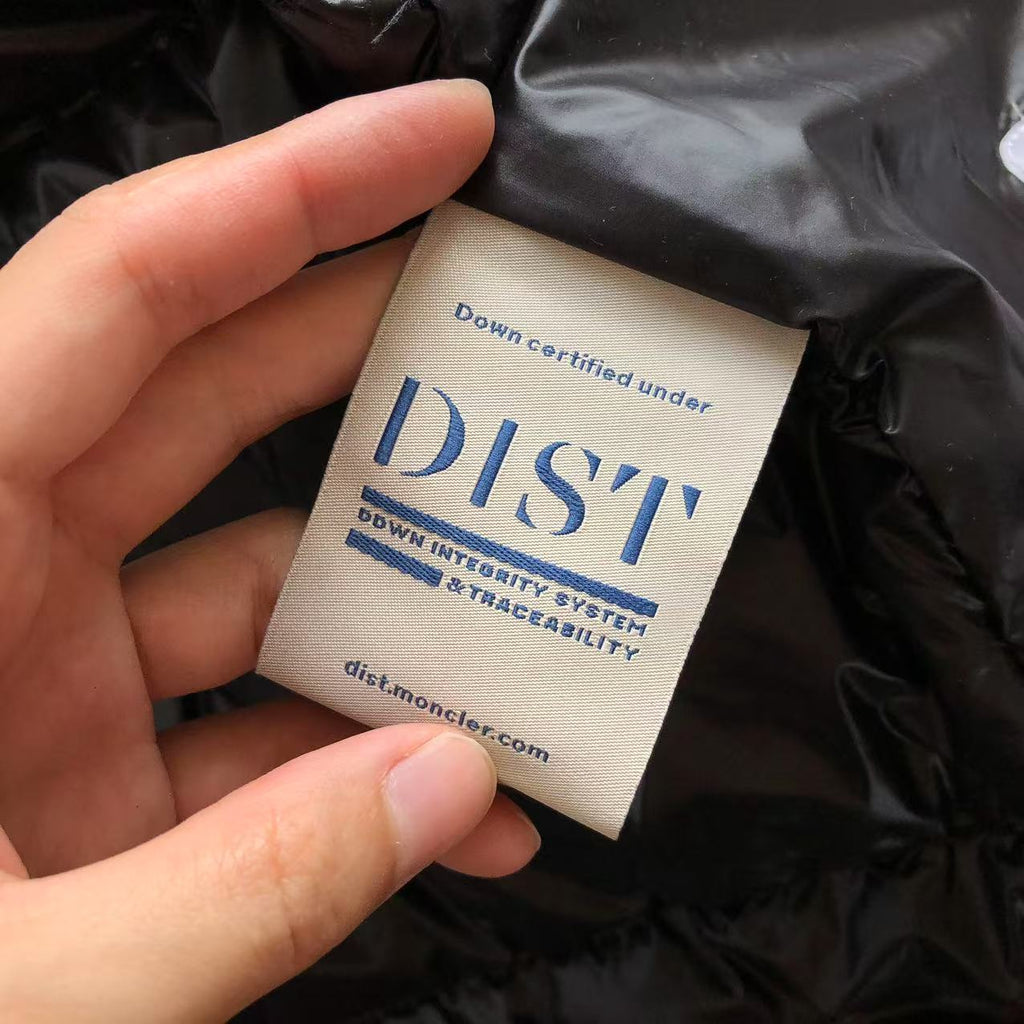 Down certified under
DIST
DOWN INTEGRITY SYSTEM
& TRACEABILITY
dist.moncler.com